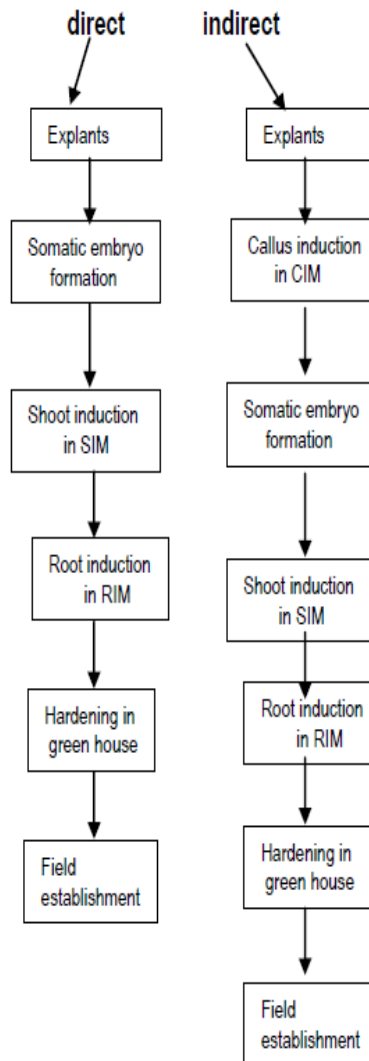 direct
Explants
Somatic embryo
formation
Shoot induction
in SIM
Root induction
in RIM
Hardening in
green house
Field
establishment
indirect
Explants
Callus induction
in CIM
Somatic embryo
formation
Shoot induction
in SIM
Root induction
in RIM
Hardening in
green house
Field
establishment